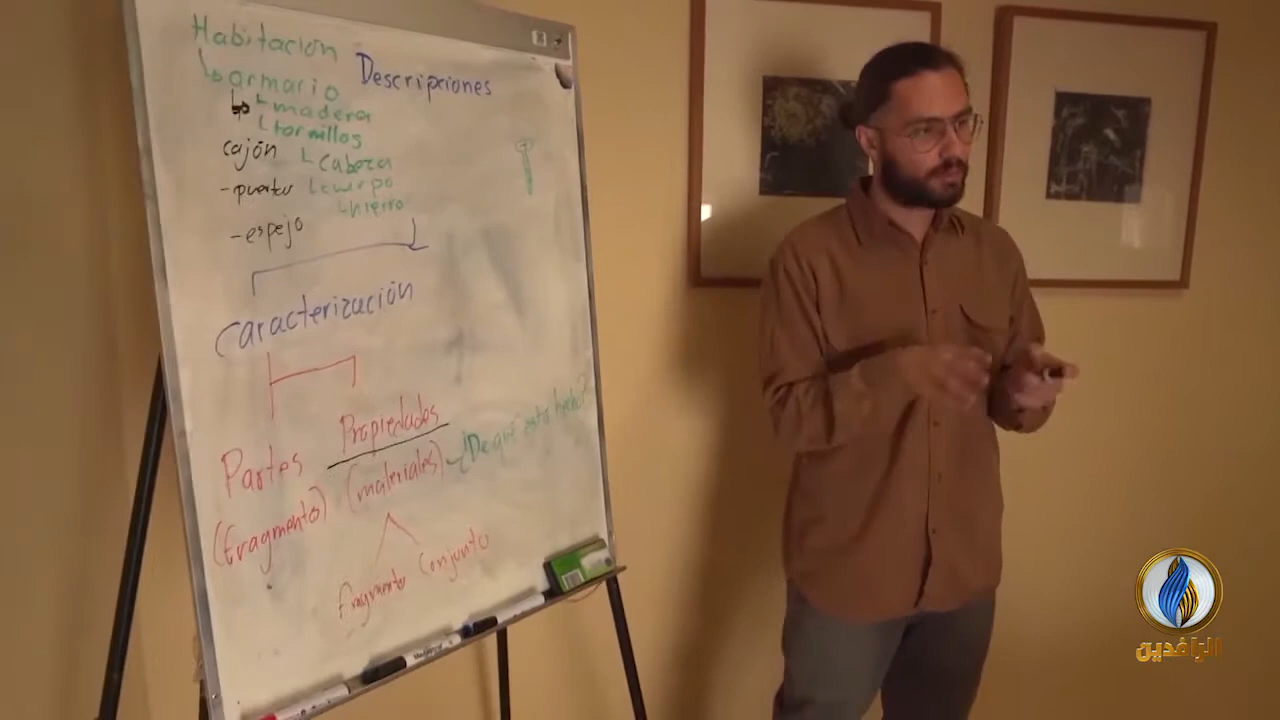 Habitación
Descripciones
armario
madera
tornillos
cajón
cabeza
-puertas
cuerpo
hierro
-espejo
caracterización
Propiedades
Partes
(materiales)
¿De qué está hecho?
(fragmento)
fragmento
Conjunto
الرافدين